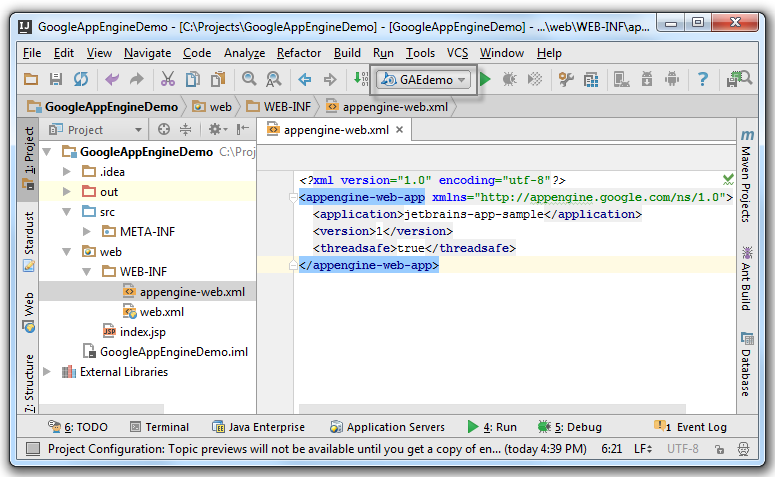 GoogleAppEngineDemo - [C:\Projects\GoogleAppEngineDemo] - [GoogleAppEngineDemo] - ...\web\WEB-INF\ap...
File Edit View Navigate Code Analyze Refactor Build Run Tools VCS Window Help
GAEdemo
GoogleAppEngineDemo web WEB-INF appengine-web.xml
1: Project
Stardust
Web
7: Structure
Project
GoogleAppEngineDemo C:\Proj
.idea
out
src
META-INF
web
WEB-INF
appengine-web.xml
web.xml
index.jsp
GoogleAppEngineDemo.iml
External Libraries
appengine-web.xml
<?xml version="1.0" encoding="utf-8"?>
<appengine-web-app xmlns="http://appengine.google.com/ns/1.0">
<application>jetbrains-app-sample</application>
<version>1</version>
<threadsafe>true</threadsafe>
</appengine-web-app>
Maven Projects
Ant Build
Database
6: TODO Terminal Java Enterprise Application Servers 4: Run 5: Debug 1 Event Log
Project Configuration: Topic previews will not be available until you get a copy of en... (today 4:39 PM) 6:21 LF UTF-8